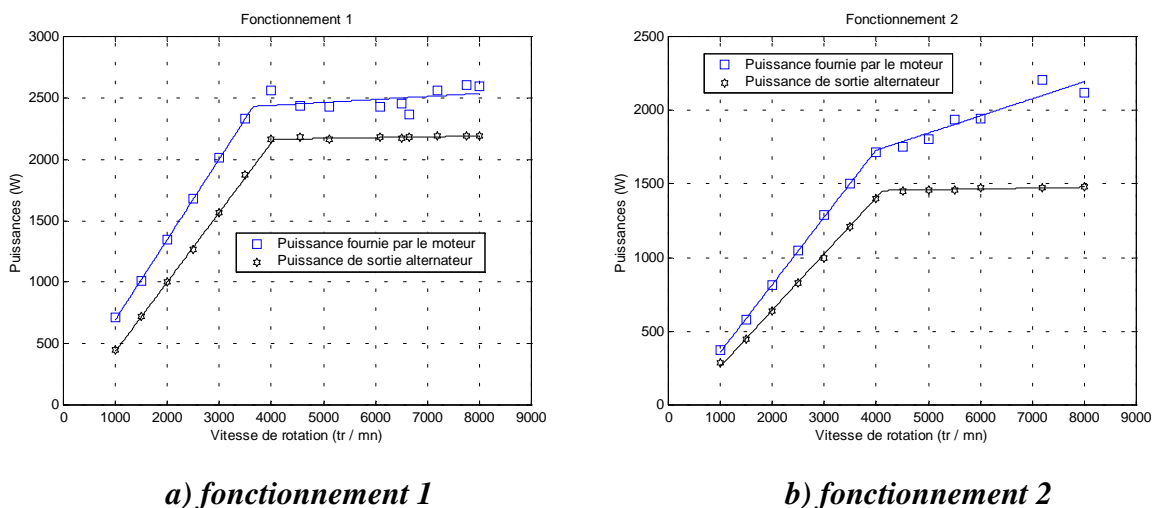 Fonctionnement 1
3000
2500
2000
1500
1000
500
0
Puissances (W)
Puissance fournie par le moteur
Puissance de sortie alternateur
0 1000 2000 3000 4000 5000 6000 7000 8000 9000
Vitesse de rotation (tr / mn)
a) fonctionnement 1
Fonctionnement 2
2500
2000
1500
1000
500
0
Puissances (W)
Puissance fournie par le moteur
Puissance de sortie alternateur
0 1000 2000 3000 4000 5000 6000 7000 8000 9000
Vitesse de rotation (tr / mn)
b) fonctionnement 2